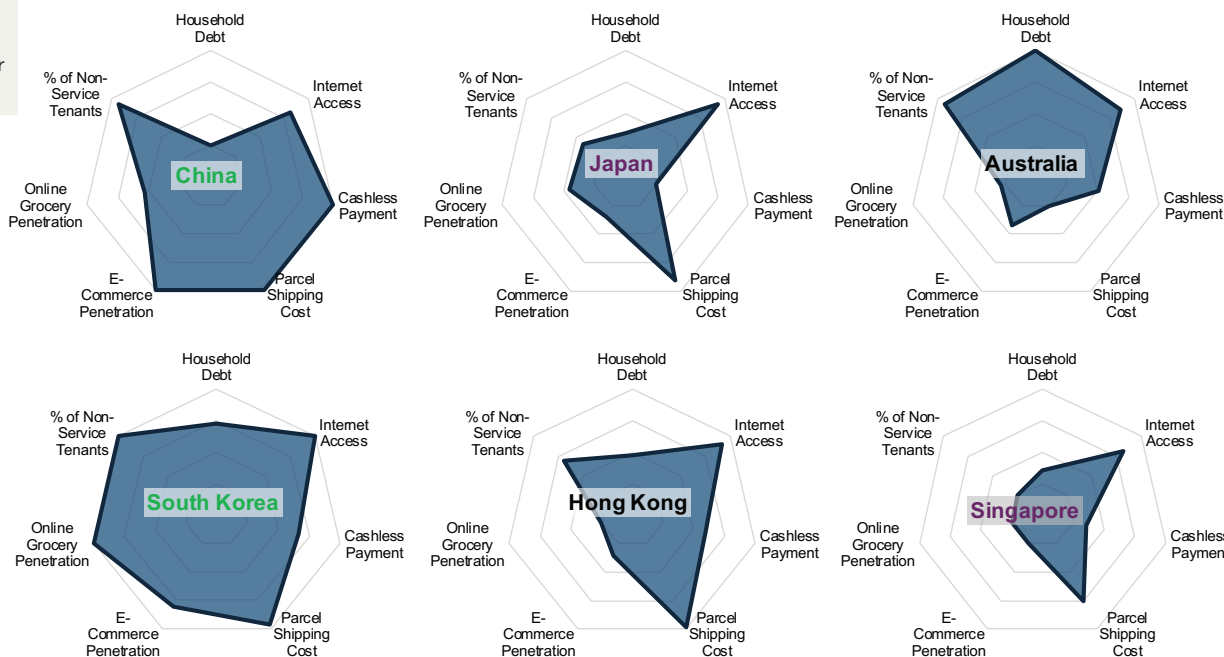 r
Household
Debt
Internet
Access
Cashless
Payment
Parcel
Shipping
Cost
E-
Commerce
Penetration
Online
Grocery
Penetration
% of Non-
Service
Tenants
China
Household
Debt
Internet
Access
Cashless
Payment
Parcel
Shipping
Cost
E-
Commerce
Penetration
Online
Grocery
Penetration
% of Non-
Service
Tenants
Japan
Household
Debt
Internet
Access
Cashless
Payment
Parcel
Shipping
Cost
E-
Commerce
Penetration
Online
Grocery
Penetration
% of Non-
Service
Tenants
Australia
Household
Debt
Internet
Access
Cashless
Payment
Parcel
Shipping
Cost
E-
Commerce
Penetration
Online
Grocery
Penetration
% of Non-
Service
Tenants
South Korea
Household
Debt
Internet
Access
Cashless
Payment
Parcel
Shipping
Cost
E-
Commerce
Penetration
Online
Grocery
Penetration
% of Non-
Service
Tenants
Hong Kong
Household
Debt
Internet
Access
Cashless
Payment
Parcel
Shipping
Cost
E-
Commerce
Penetration
Online
Grocery
Penetration
% of Non-
Service
Tenants
Singapore